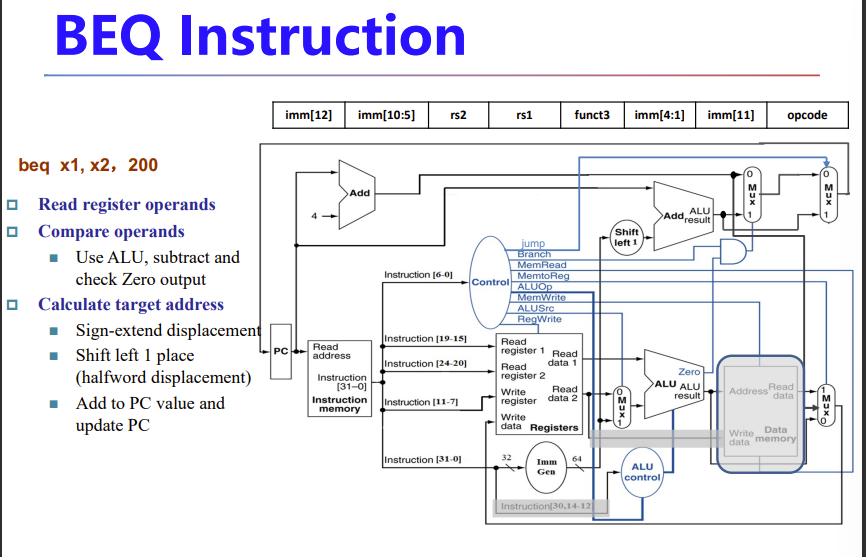 BEQ Instruction
imm[12] imm[10:5] rs2 rs1 funct3 imm[4:1] imm[11] opcode
beq x1, x2, 200
Read register operands
Compare operands
Use ALU, subtract and
check Zero output
Calculate target address
Sign-extend displacement
Shift left 1 place
(halfword displacement)
Add to PC value and
update PC
Add
4
Add ALU
result
Shift
left 1
0
M
u
x
1
0
M
u
x
1
jump
Branch
MemRead
MemtoReg
ALUOp
MemWrite
ALUSrc
RegWrite
Control
Instruction [6-0]
Instruction [19-15]
Instruction [24-20]
Instruction [11-7]
Instruction [31-0]
PC
Read
address
Instruction
[31–0]
Instruction
memory
Read
register 1
Read
register 2
Write
register
Write
data
Read
data 1
Read
data 2
Registers
0
M
u
x
1
Zero
ALU ALU
result
Address
Read
data
Write
data
Data
memory
1
M
u
x
0
32
Imm
Gen
64
ALU
control
Instruction[30,14-12]